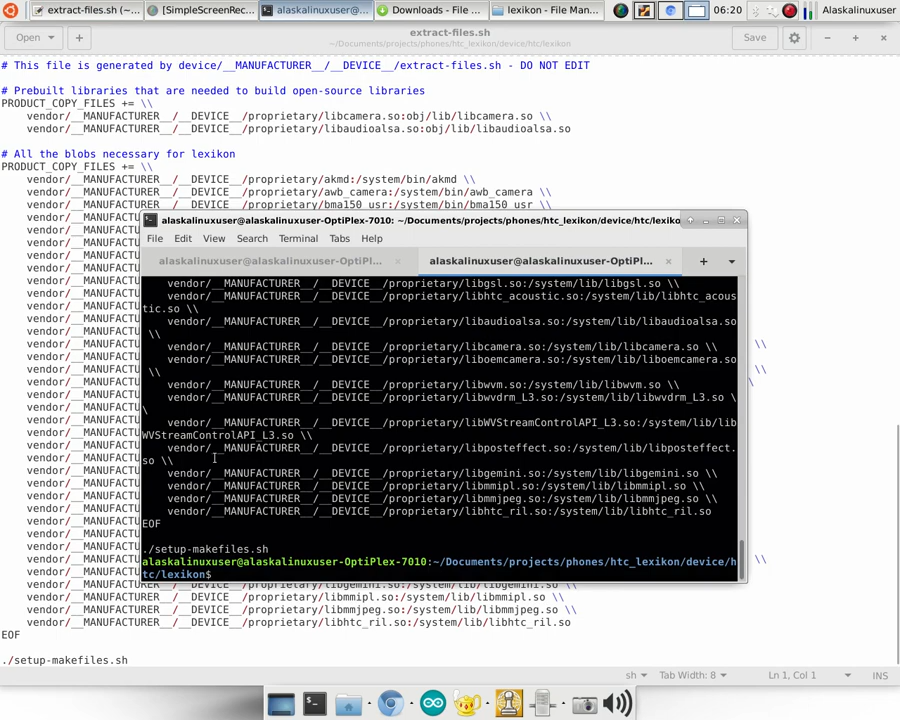 extract-files.sh (~/...
[SimpleScreenRec...
alaskalinuxuser@...
Downloads - File ...
lexikon - File Man...
06:20
Alaskalinuxuser
Open
extract-files.sh
~/Documents/projects/phones/htc_lexikon/device/htc/lexikon
Save
# This file is generated by device/__MANUFACTURER__/__DEVICE__/extract-files.sh - DO NOT EDIT
# Prebuilt libraries that are needed to build open-source libraries
PRODUCT_COPY_FILES += \\
vendor/__MANUFACTURER__/__DEVICE__/proprietary/libcamera.so:obj/lib/libcamera.so \\
vendor/__MANUFACTURER__/__DEVICE__/proprietary/libaudioalsa.so:obj/lib/libaudioalsa.so
# All the blobs necessary for lexikon
PRODUCT_COPY_FILES += \\
vendor/__MANUFACTURER__/__DEVICE__/proprietary/akmd:/system/bin/akmd \\
vendor/__MANUFACTURER__/__DEVICE__/proprietary/awb_camera:/system/bin/awb_camera \\
vendor/__MANUFACTURER__/__DEVICE__/proprietary/bma150_usr:/system/bin/bma150_usr \\
alaskalinuxuser@alaskalinuxuser-OptiPlex-7010: ~/Documents/projects/phones/htc_lexikon/device/htc/lexiko
File Edit View Search Terminal Tabs Help
alaskalinuxuser@alaskalinuxuser-OptiPl...
alaskalinuxuser@alaskalinuxuser-OptiPl...
vendor/__MANUFACTURER__/__DEVICE__/proprietary/libgsl.so:/system/lib/libgsl.so \\
vendor/__MANUFACTURER__/__DEVICE__/proprietary/libhtc_acoustic.so:/system/lib/libhtc_acous
tic.so \\
vendor/__MANUFACTURER__/__DEVICE__/proprietary/libaudioalsa.so:/system/lib/libaudioalsa.so
\\
vendor/__MANUFACTURER__/__DEVICE__/proprietary/libcamera.so:/system/lib/libcamera.so \\
vendor/__MANUFACTURER__/__DEVICE__/proprietary/liboemcamera.so:/system/lib/liboemcamera.so
\\
vendor/__MANUFACTURER__/__DEVICE__/proprietary/libwvm.so:/system/lib/libwvm.so \\
vendor/__MANUFACTURER__/__DEVICE__/proprietary/libwvdrm_L3.so:/system/lib/libwvdrm_L3.so \
\
vendor/__MANUFACTURER__/__DEVICE__/proprietary/libWVStreamControlAPI_L3.so:/system/lib/lib
WVStreamControlAPI_L3.so \\
vendor/__MANUFACTURER__/__DEVICE__/proprietary/libposteffect.so:/system/lib/libposteffect.
so \\
vendor/__MANUFACTURER__/__DEVICE__/proprietary/libgemini.so:/system/lib/libgemini.so \\
vendor/__MANUFACTURER__/__DEVICE__/proprietary/libmmipl.so:/system/lib/libmmipl.so \\
vendor/__MANUFACTURER__/__DEVICE__/proprietary/libmmjpeg.so:/system/lib/libmmjpeg.so \\
vendor/__MANUFACTURER__/__DEVICE__/proprietary/libhtc_ril.so:/system/lib/libhtc_ril.so
EOF
./setup-makefiles.sh
alaskalinuxuser@alaskalinuxuser-OptiPlex-7010:~/Documents/projects/phones/htc_lexikon/device/h
tc/lexikon$
vendor/__MANUFACTURER__/__DEVICE__/proprietary/libgemini.so:/system/lib/libgemini.so \\
vendor/__MANUFACTURER__/__DEVICE__/proprietary/libmmipl.so:/system/lib/libmmipl.so \\
vendor/__MANUFACTURER__/__DEVICE__/proprietary/libmmjpeg.so:/system/lib/libmmjpeg.so \\
vendor/__MANUFACTURER__/__DEVICE__/proprietary/libhtc_ril.so:/system/lib/libhtc_ril.so
EOF
./setup-makefiles.sh
sh
Tab Width: 8
Ln 1, Col 1
INS